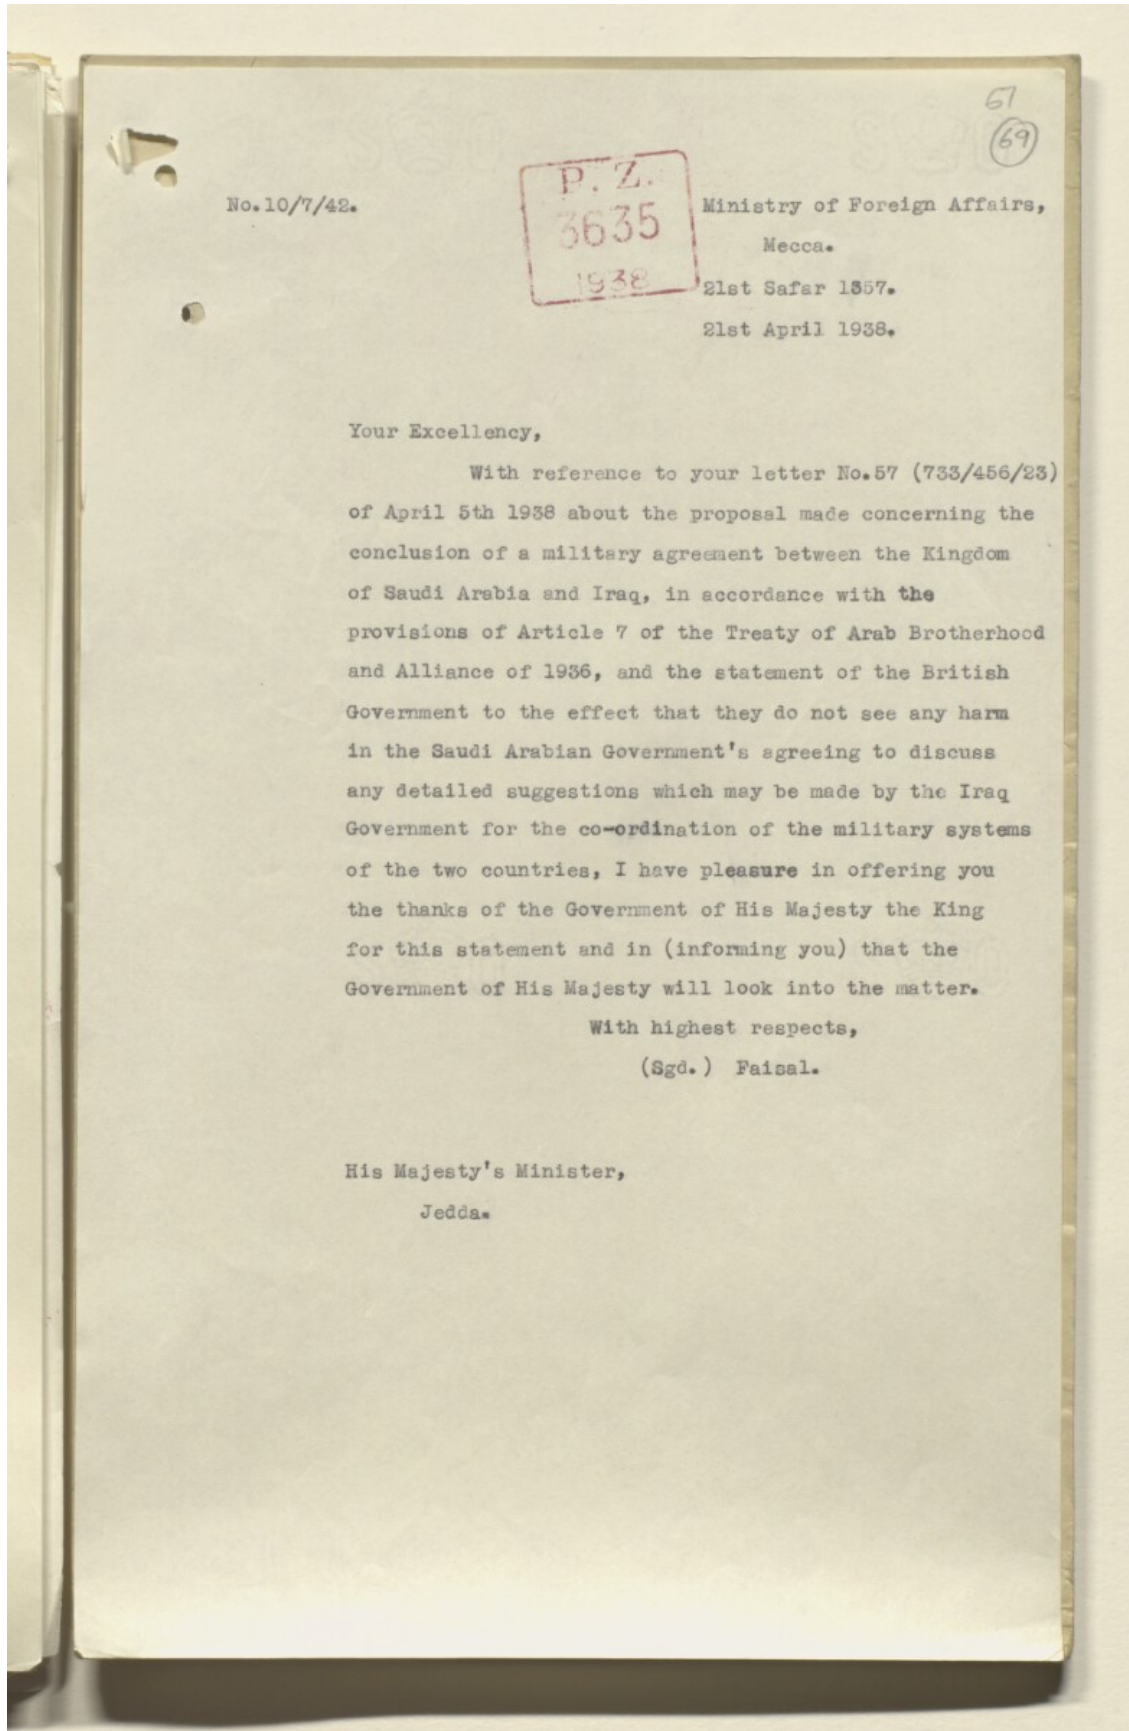 61
69
P. Z.
3635
1938
No.10/7/42.
Ministry of Foreign Affairs,
Mecca.
21st Safar 1357.
21st April 1938.
Your Excellency,
With reference to your letter No.57 (733/456/23)
of April 5th 1938 about the proposal made concerning the
conclusion of a military agreement between the Kingdom
of Saudi Arabia and Iraq, in accordance with the
provisions of Article 7 of the Treaty of Arab Brotherhood
and Alliance of 1936, and the statement of the British
Government to the effect that they do not see any harm
in the Saudi Arabian Government's agreeing to discuss
any detailed suggestions which may be made by the Iraq
Government for the co-ordination of the military systems
of the two countries, I have pleasure in offering you
the thanks of the Government of His Majesty the King
for this statement and in (informing you) that the
Government of His Majesty will look into the matter.
With highest respects,
(Sgd.) Faisal.
His Majesty's Minister,
Jedda.